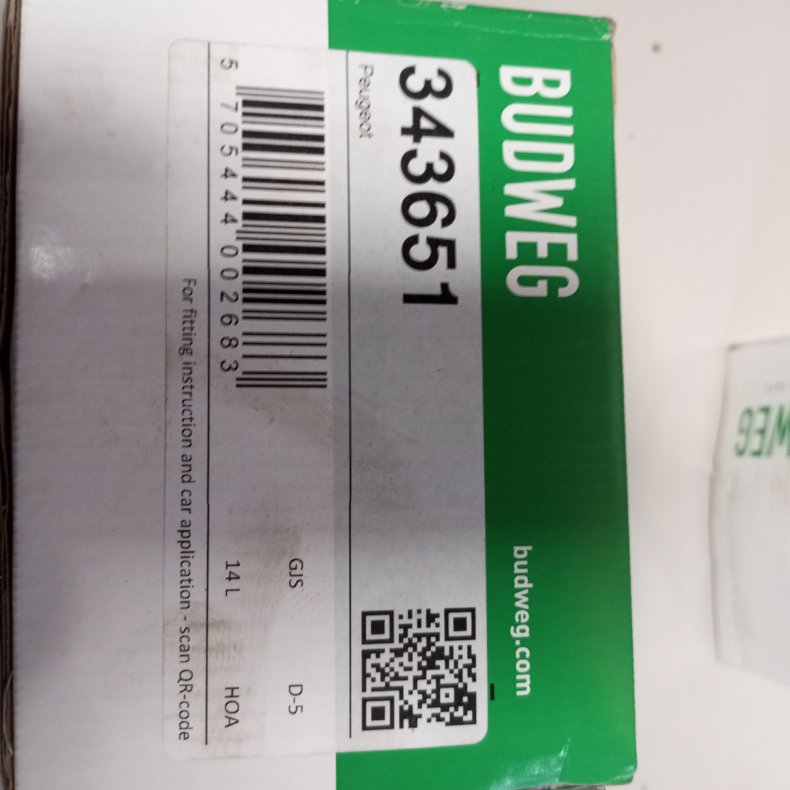 BUDWEG
budweg.com
343651
Peugeot
GJS D-5
5 705444 002683
14 L HOA
For fitting instruction and car application - scan QR-code
WEG